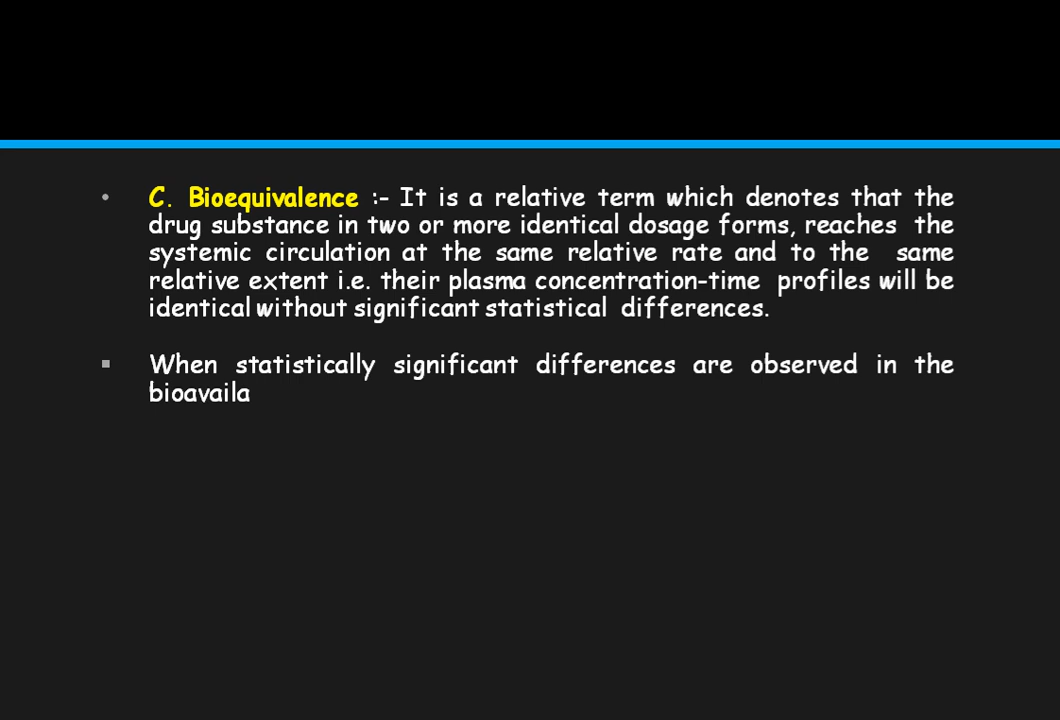 • C. Bioequivalence :- It is a relative term which denotes that the
drug substance in two or more identical dosage forms, reaches the
systemic circulation at the same relative rate and to the same
relative extent i.e. their plasma concentration-time profiles will be
identical without significant statistical differences.
▪ When statistically significant differences are observed in the
bioavaila